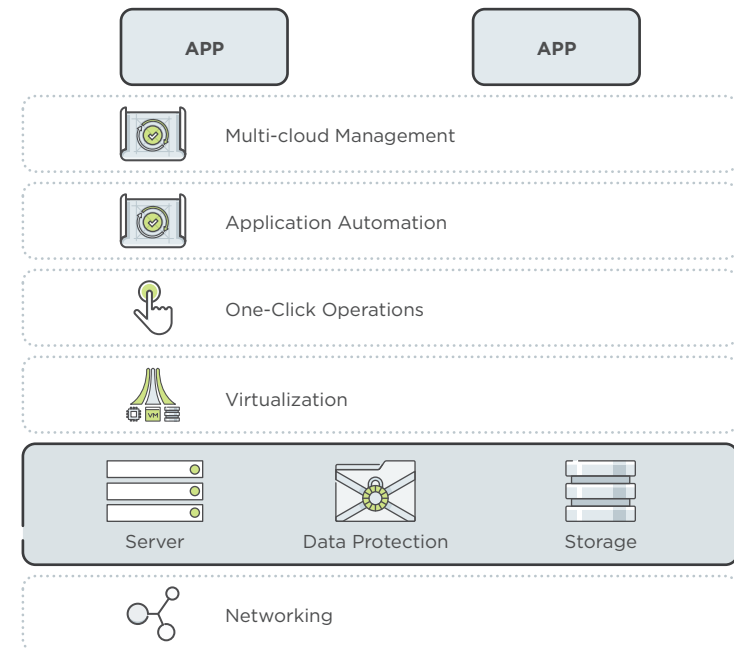 APP APP
Multi-cloud Management
Application Automation
One-Click Operations
VM
Virtualization
Server Data Protection Storage
Networking